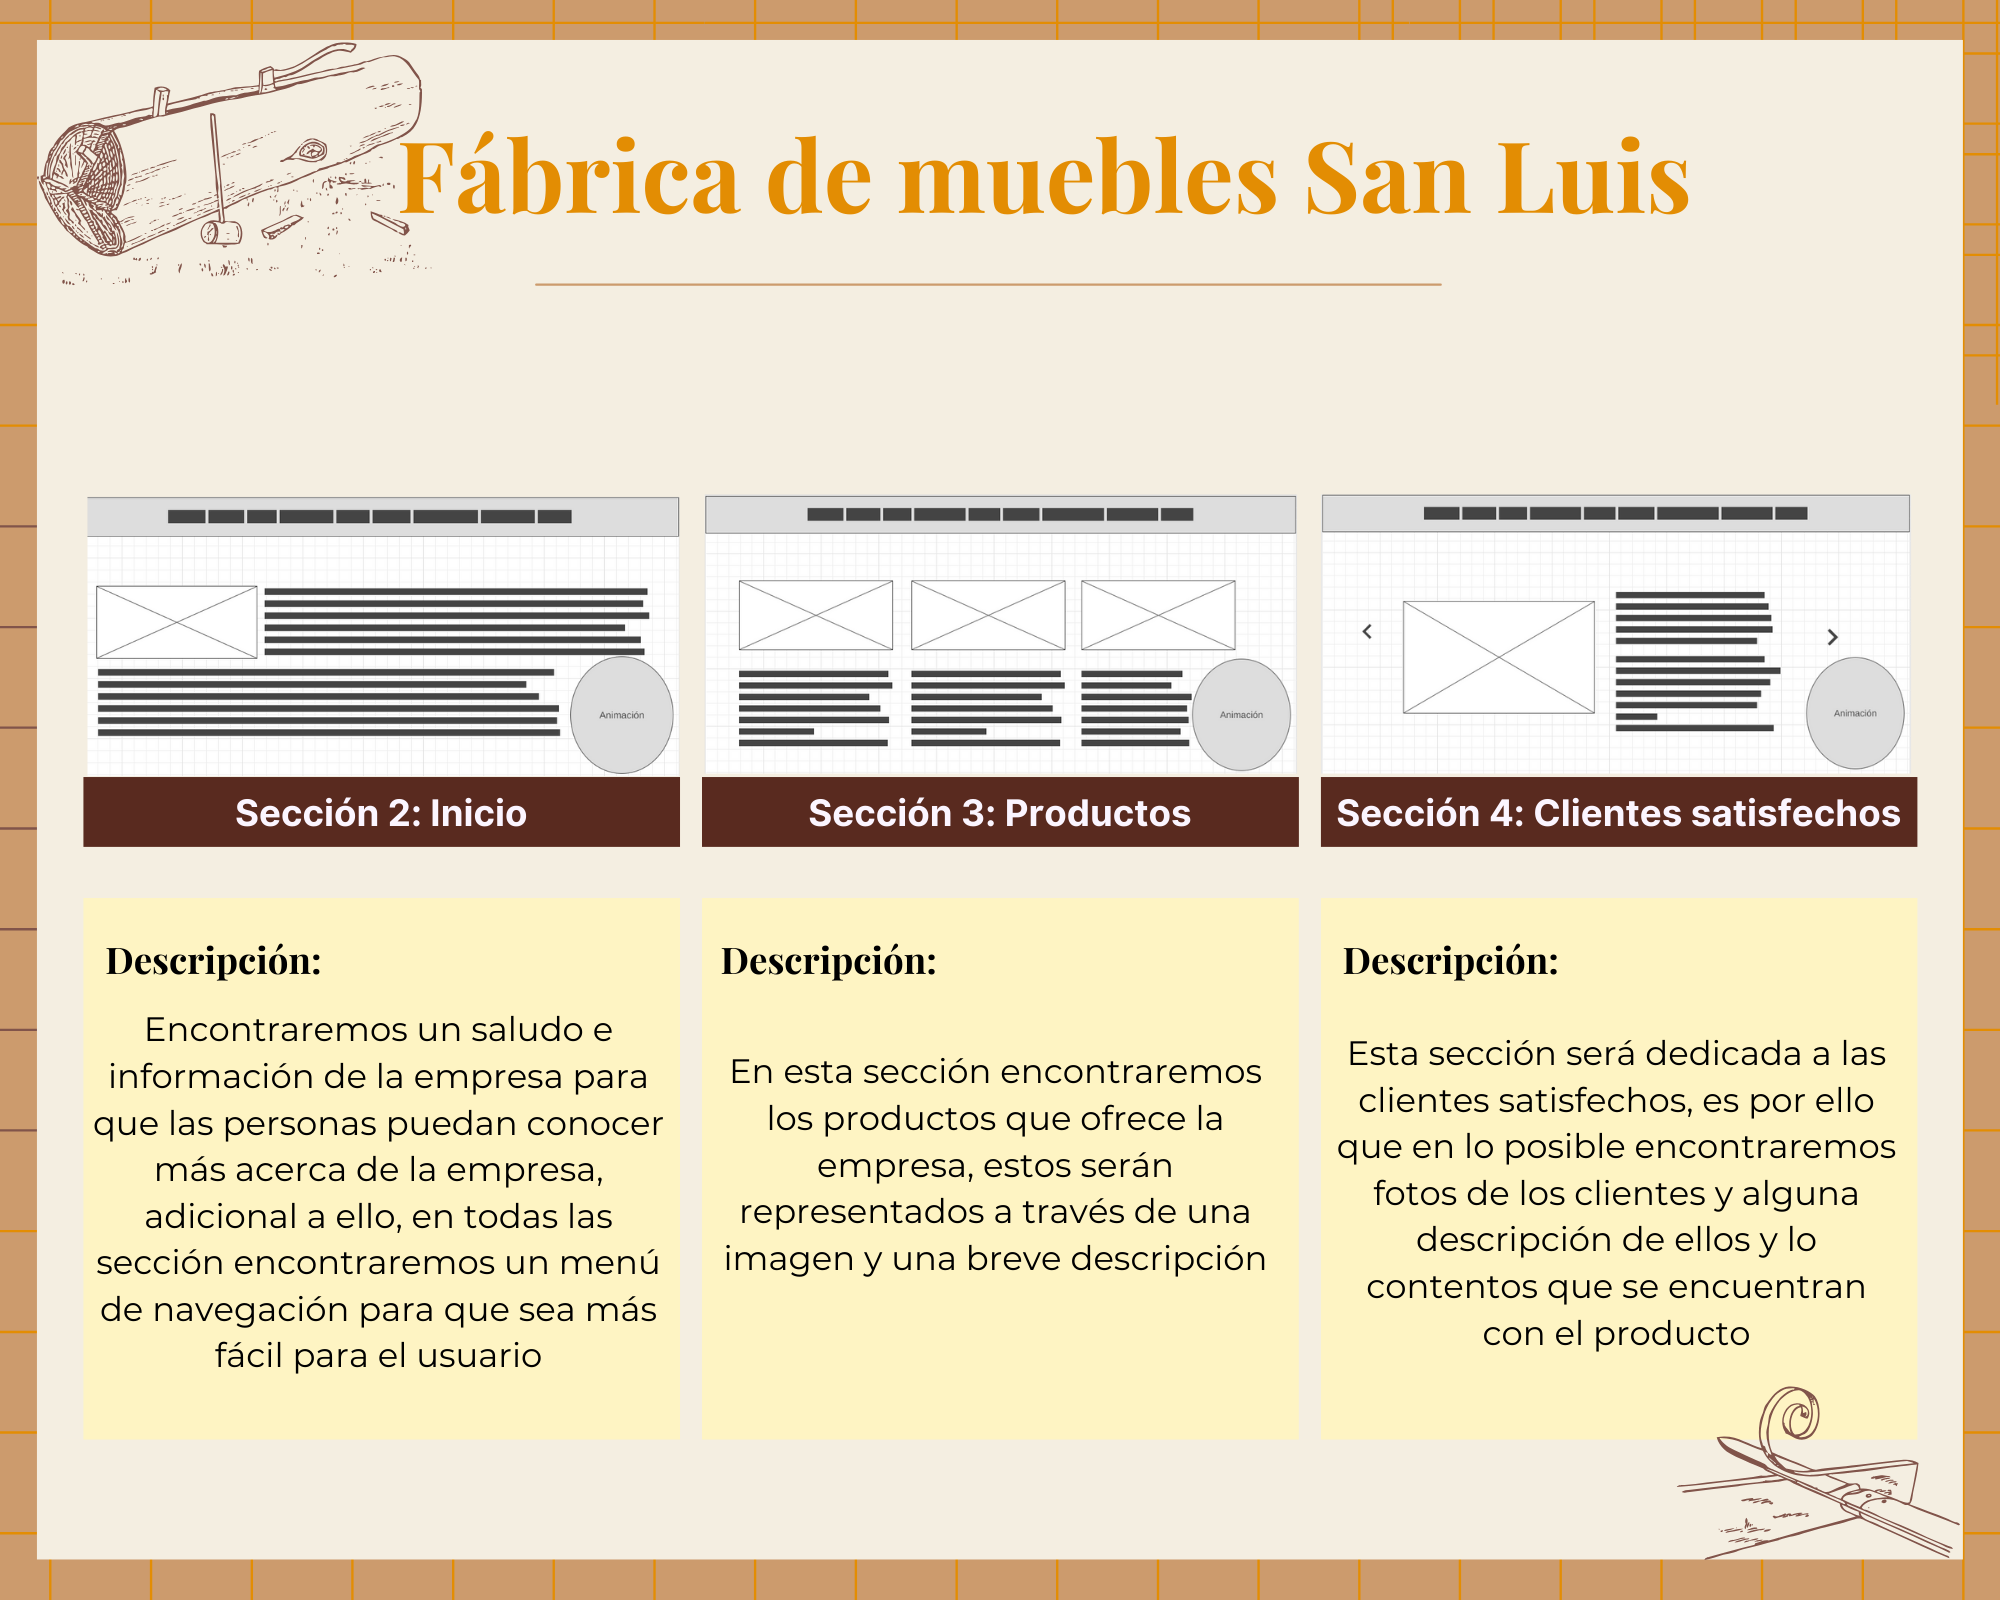 Fábrica de muebles San Luis
Animación
Animación
Animación
Sección 2: Inicio
Sección 3: Productos
Sección 4: Clientes satisfechos
Descripción:
Encontraremos un saludo e
información de la empresa para
que las personas puedan conocer
más acerca de la empresa,
adicional a ello, en todas las
sección encontraremos un menú
de navegación para que sea más
fácil para el usuario
Descripción:
En esta sección encontraremos
los productos que ofrece la
empresa, estos serán
representados a través de una
imagen y una breve descripción
Descripción:
Esta sección será dedicada a las
clientes satisfechos, es por ello
que en lo posible encontraremos
fotos de los clientes y alguna
descripción de ellos y lo
contentos que se encuentran
con el producto